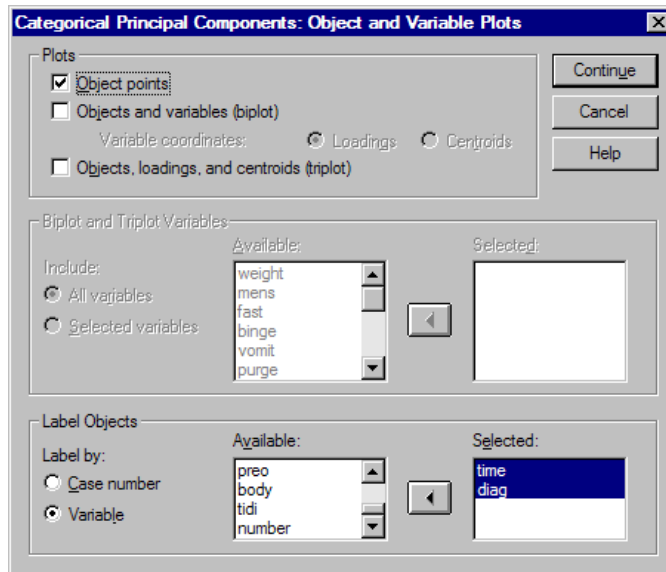 Categorical Principal Components: Object and Variable Plots
Plots
Object points
Objects and variables (biplot)
Variable coordinates: Loadings Centroids
Objects, loadings, and centroids (triplot)
Continue
Cancel
Help
Biplot and Triplot Variables
Include:
All variables
Selected variables
Available:
weight
mens
fast
binge
vomit
purge
Selected:
Label Objects
Label by:
Case number
Variable
Available:
preo
body
tidi
number
Selected:
time
diag